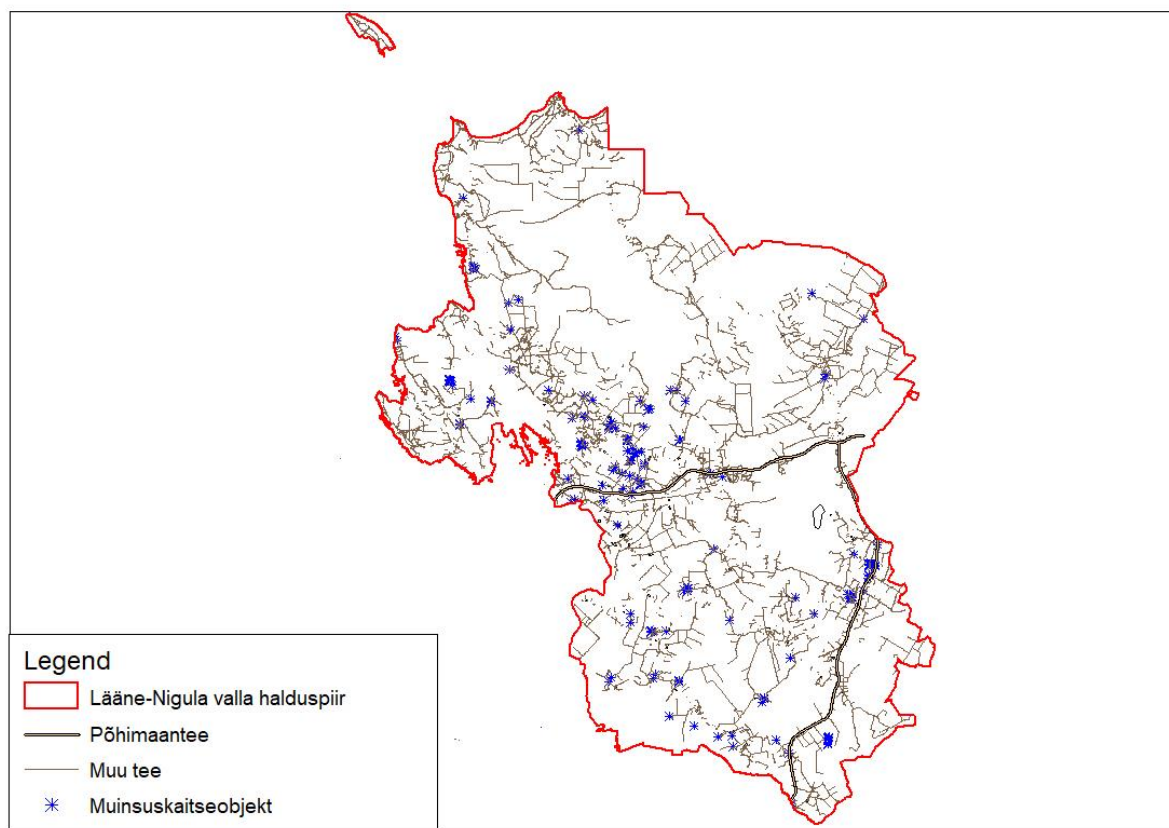 Legend
Lääne-Nigula valla halduspiir
Põhimaantee
Muu tee
Muinsuskaitseobjekt